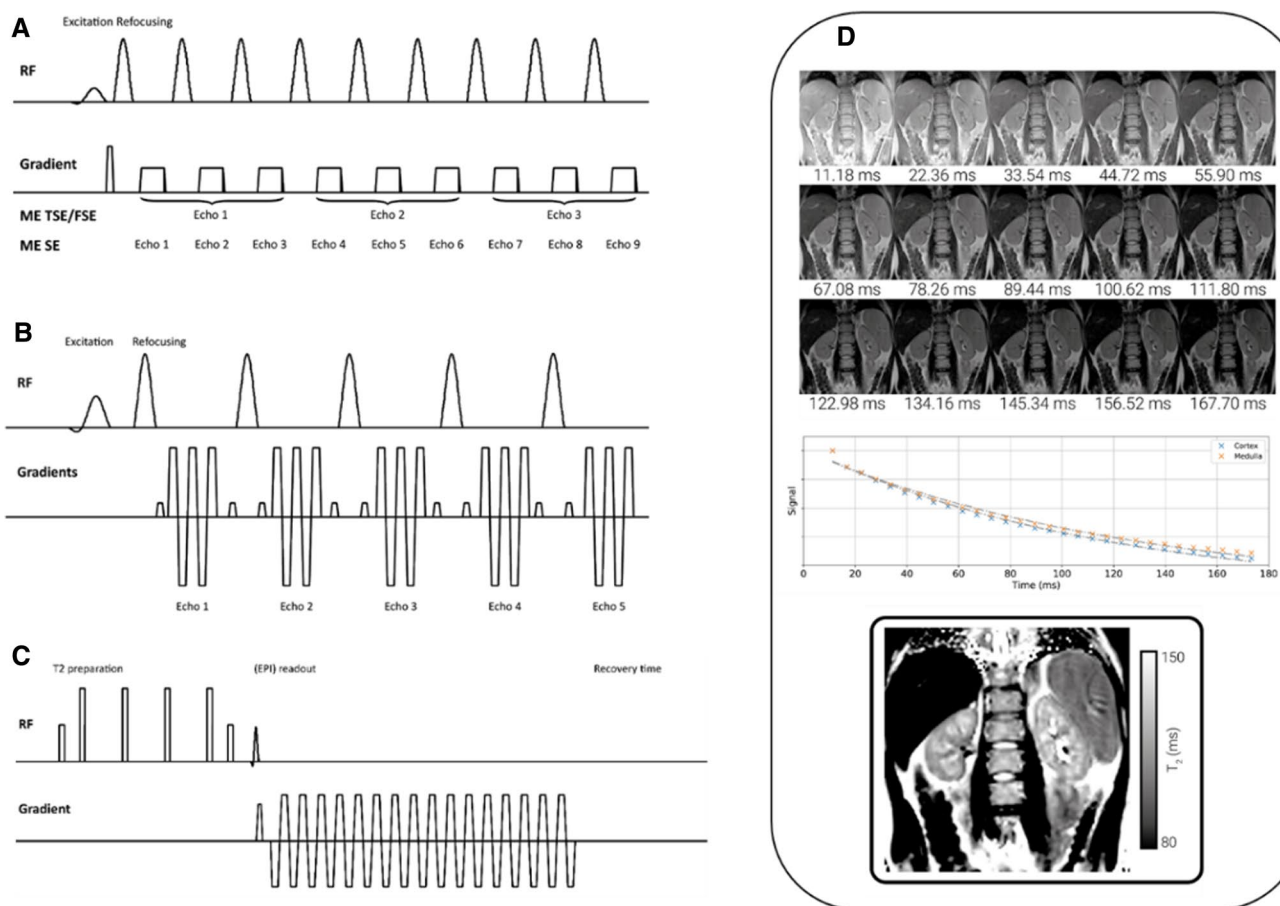 A
Excitation Refocusing
RF
Gradient
ME TSE/FSE Echo 1 Echo 2 Echo 3
ME SE Echo 1 Echo 2 Echo 3 Echo 4 Echo 5 Echo 6 Echo 7 Echo 8 Echo 9
B
Excitation Refocusing
RF
Gradients
Echo 1 Echo 2 Echo 3 Echo 4 Echo 5
C
T2 preparation (EPI) readout Recovery time
RF
Gradient
D
11.18 ms 22.36 ms 33.54 ms 44.72 ms 55.90 ms
67.08 ms 78.26 ms 89.44 ms 100.62 ms 111.80 ms
122.98 ms 134.16 ms 145.34 ms 156.52 ms 167.70 ms
Cortex
Medulla
Signal
0 20 40 60 80 100 120 140 160 180
Time (ms)
150
T2 (ms)
80